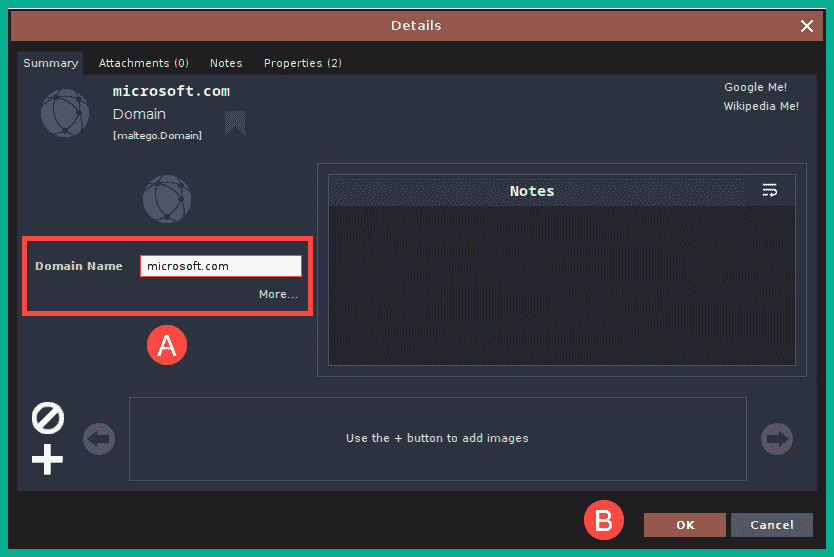 Details
Summary Attachments (0) Notes Properties (2)
microsoft.com
Domain
[maltego.Domain]
Google Me!
Wikipedia Me!
Notes
Domain Name microsoft.com
More...
A
Use the + button to add images
B
OK Cancel